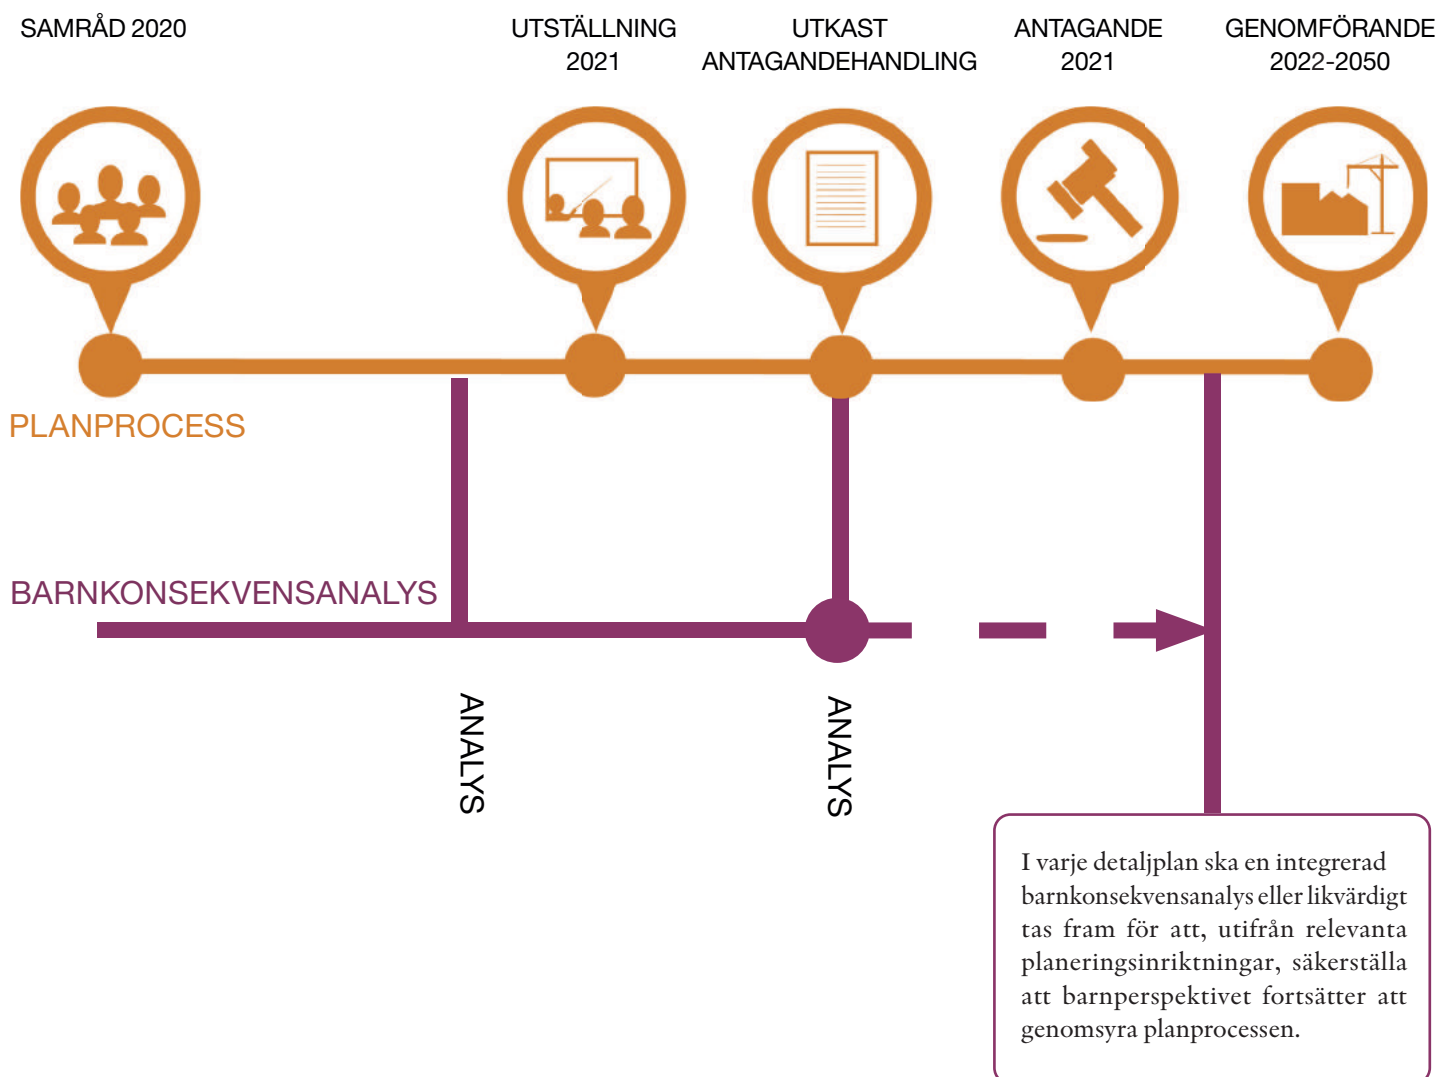 SAMRÅD 2020
UTSTÄLLNING
2021
UTKAST
ANTAGANDEHANDLING
ANTAGANDE
2021
GENOMFÖRANDE
2022-2050
PLANPROCESS
BARNKONSEKVENSANALYS
ANALYS
ANALYS
I varje detaljplan ska en integrerad
barnkonsekvensanalys eller likvärdigt
tas fram för att, utifrån relevanta
planeringsinriktningar, säkerställa
att barnperspektivet fortsätter att
genomsyra planprocessen.